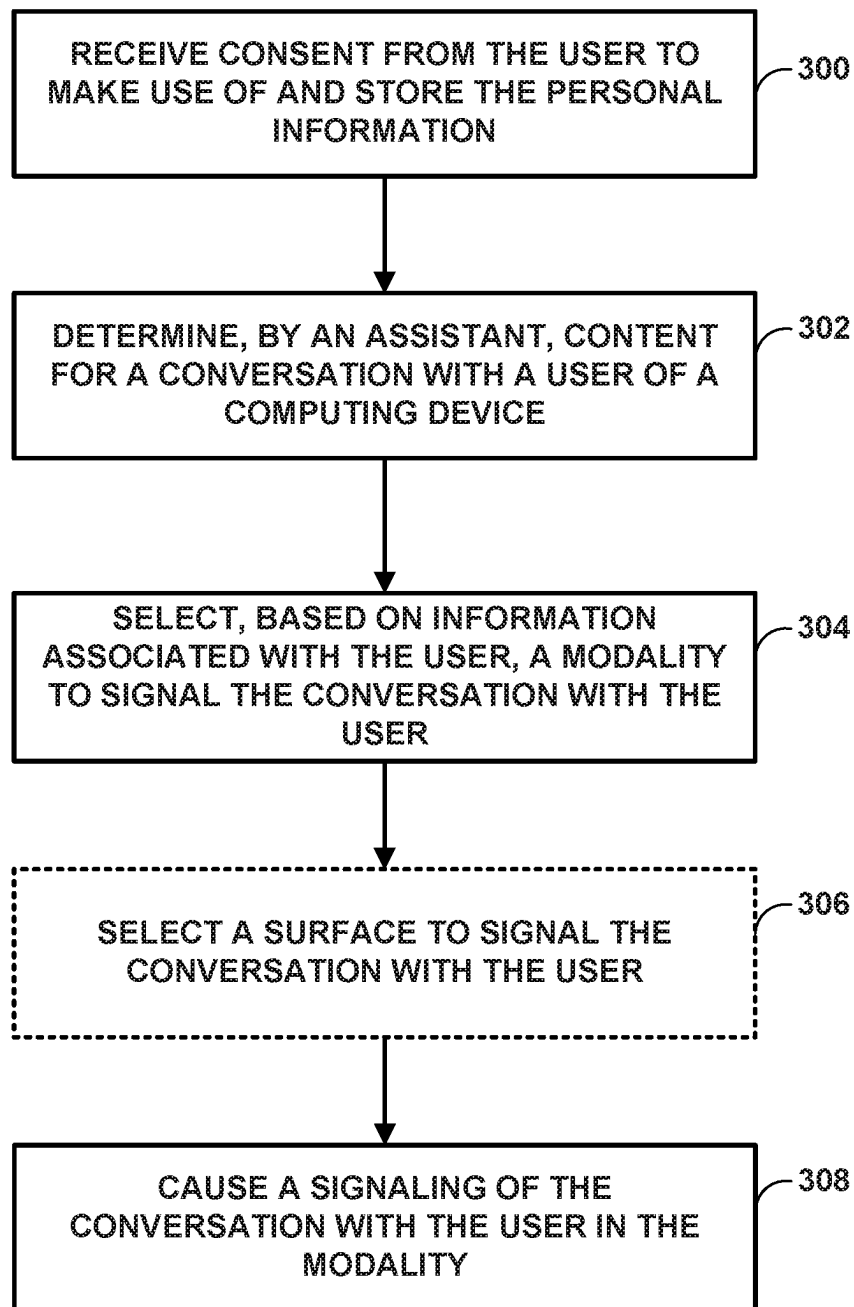 RECEIVE CONSENT FROM THE USER TO
MAKE USE OF AND STORE THE PERSONAL
INFORMATION
300
DETERMINE, BY AN ASSISTANT, CONTENT
FOR A CONVERSATION WITH A USER OF A
COMPUTING DEVICE
302
SELECT, BASED ON INFORMATION
ASSOCIATED WITH THE USER, A MODALITY
TO SIGNAL THE CONVERSATION WITH THE
USER
304
SELECT A SURFACE TO SIGNAL THE
CONVERSATION WITH THE USER
306
CAUSE A SIGNALING OF THE
CONVERSATION WITH THE USER IN THE
MODALITY
308